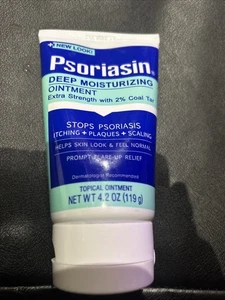 NEW LOOK!
Psoriasin
DEEP MOISTURIZING
OINTMENT
Extra Strength with 2% Coal Tar
STOPS PSORIASIS
ITCHING + PLAQUES + SCALING
HELPS SKIN LOOK & FEEL NORMAL
PROMPT FLARE-UP RELIEF
Dermatologist Recommended
TOPICAL OINTMENT
NET WT 4.2 OZ (119 g)